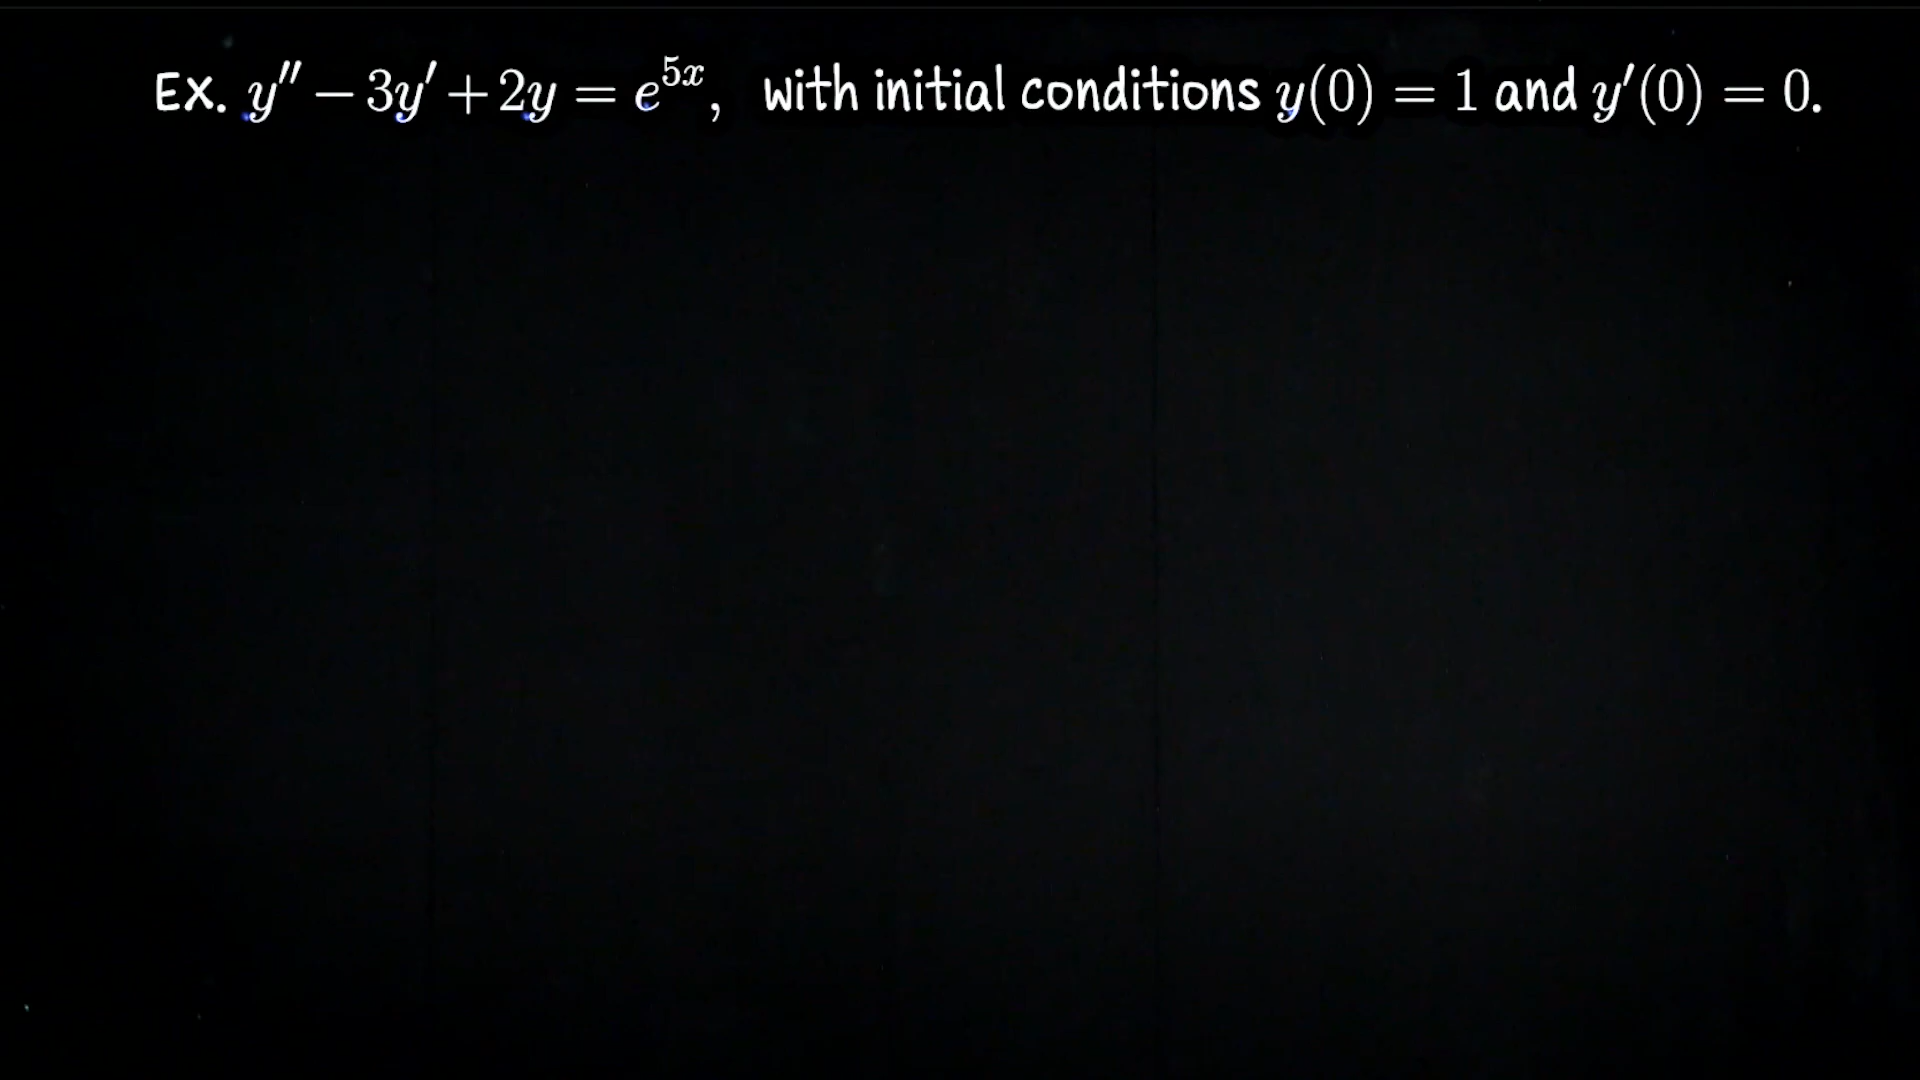 Ex. y'' − 3y' + 2y = e^{5x}, with initial conditions y(0) = 1 and y'(0) = 0.